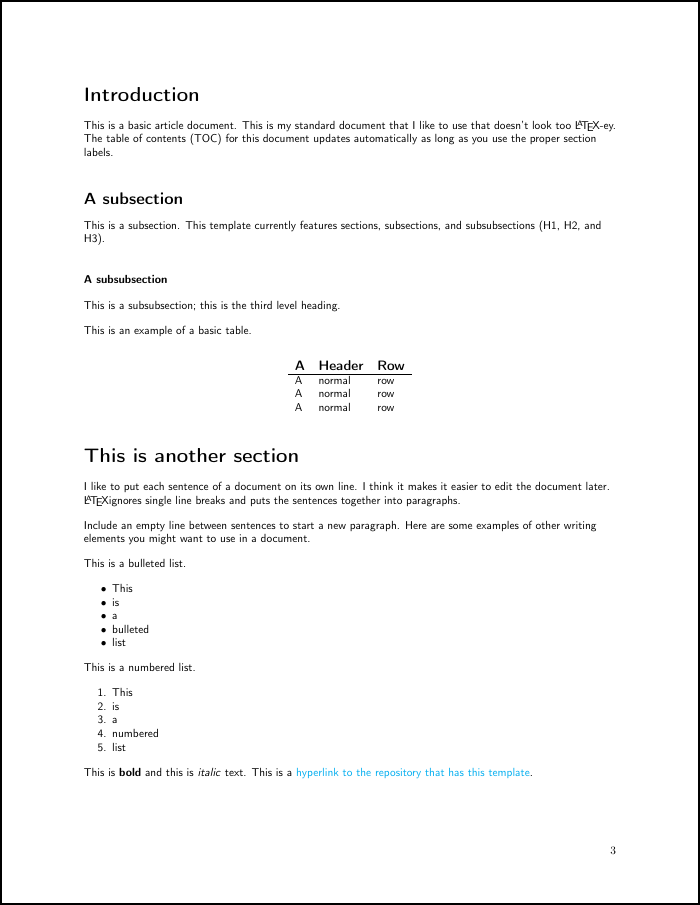 Introduction
This is a basic article document. This is my standard document that I like to use that doesn't look too LATEX-ey.
The table of contents (TOC) for this document updates automatically as long as you use the proper section
labels.
A subsection
This is a subsection. This template currently features sections, subsections, and subsubsections (H1, H2, and
H3).
A subsubsection
This is a subsubsection; this is the third level heading.
This is an example of a basic table.
A Header Row
A normal row
A normal row
A normal row
This is another section
I like to put each sentence of a document on its own line. I think it makes it easier to edit the document later.
LATEXignores single line breaks and puts the sentences together into paragraphs.
Include an empty line between sentences to start a new paragraph. Here are some examples of other writing
elements you might want to use in a document.
This is a bulleted list.
• This
• is
• a
• bulleted
• list
This is a numbered list.
1. This
2. is
3. a
4. numbered
5. list
This is bold and this is italic text. This is a hyperlink to the repository that has this template.
3